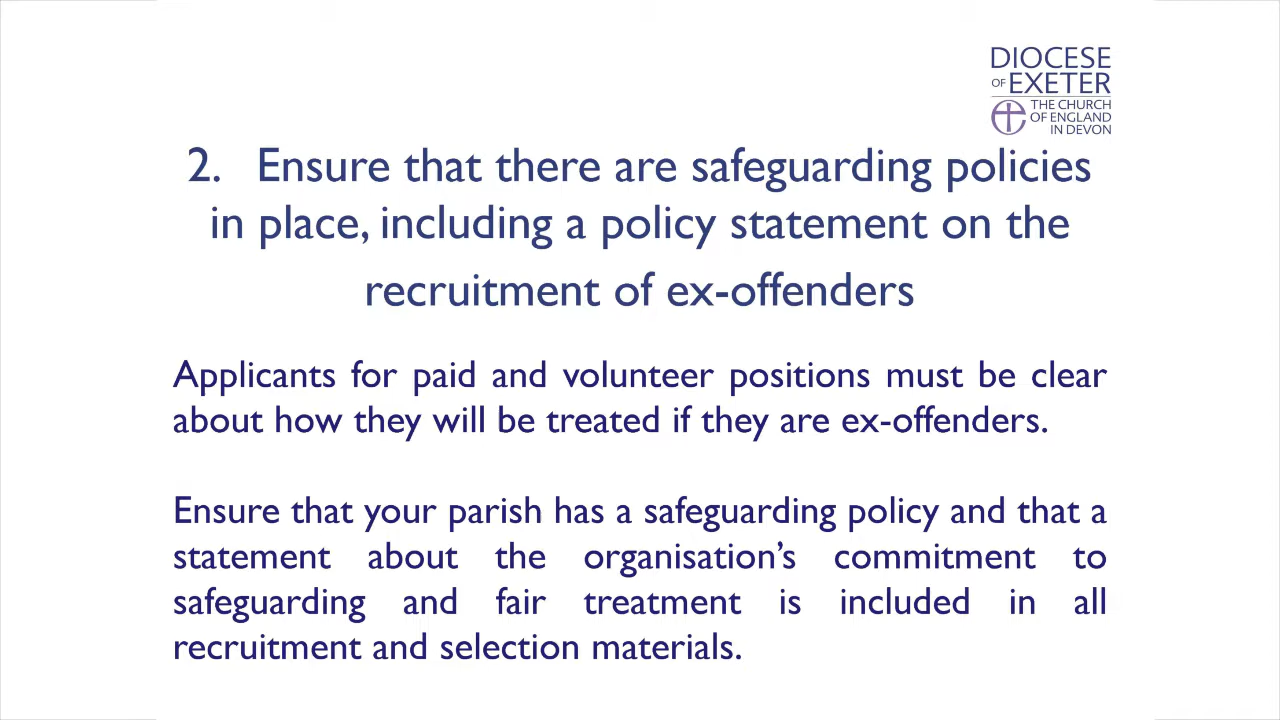 DIOCESE
OF EXETER
THE CHURCH
OF ENGLAND
IN DEVON
2. Ensure that there are safeguarding policies
in place, including a policy statement on the
recruitment of ex-offenders
Applicants for paid and volunteer positions must be clear
about how they will be treated if they are ex-offenders.
Ensure that your parish has a safeguarding policy and that a
statement about the organisation’s commitment to
safeguarding and fair treatment is included in all
recruitment and selection materials.